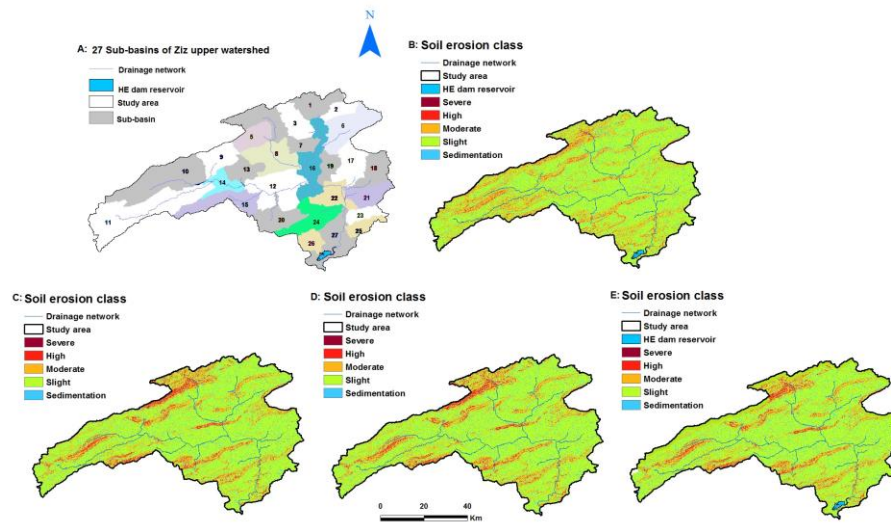 N
A: 27 Sub-basins of Ziz upper watershed
Drainage network
HE dam reservoir
Study area
Sub-basin
1
2
3
6
5
7
8
17
9
10
13
16
19
18
14
12
22
21
15
11
20
24
23
25
26
27
B: Soil erosion class
Drainage network
Study area
HE dam reservoir
Severe
High
Moderate
Slight
Sedimentation
C: Soil erosion class
Drainage network
Study area
Severe
High
Moderate
Slight
Sedimentation
D: Soil erosion class
Drainage network
Study area
Severe
High
Moderate
Slight
Sedimentation
E: Soil erosion class
Drainage network
Study area
HE dam reservoir
Severe
High
Moderate
Slight
Sedimentation
0 20 40
Km